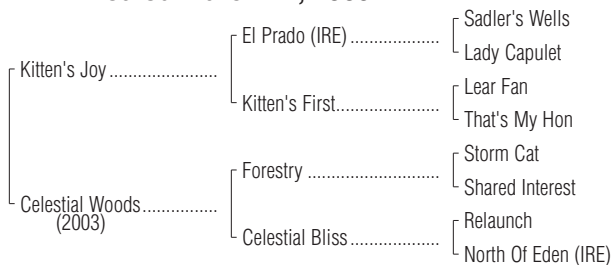 Sadler's Wells
El Prado (IRE) ....................
Lady Capulet
Kitten's Joy ........................
Lear Fan
Kitten's First.......................
That's My Hon
Storm Cat
Forestry .............................
Shared Interest
Celestial Woods................
(2003)
Relaunch
Celestial Bliss....................
North Of Eden (IRE)